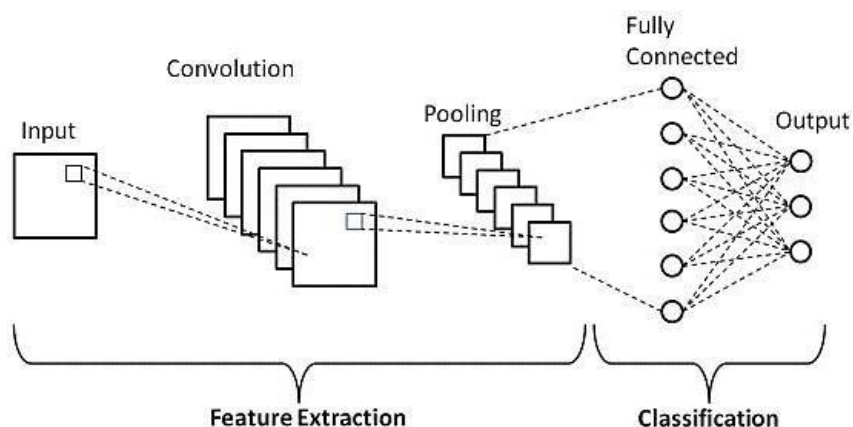 Fully
Connected
Convolution
Pooling
Output
Input
Feature Extraction
Classification